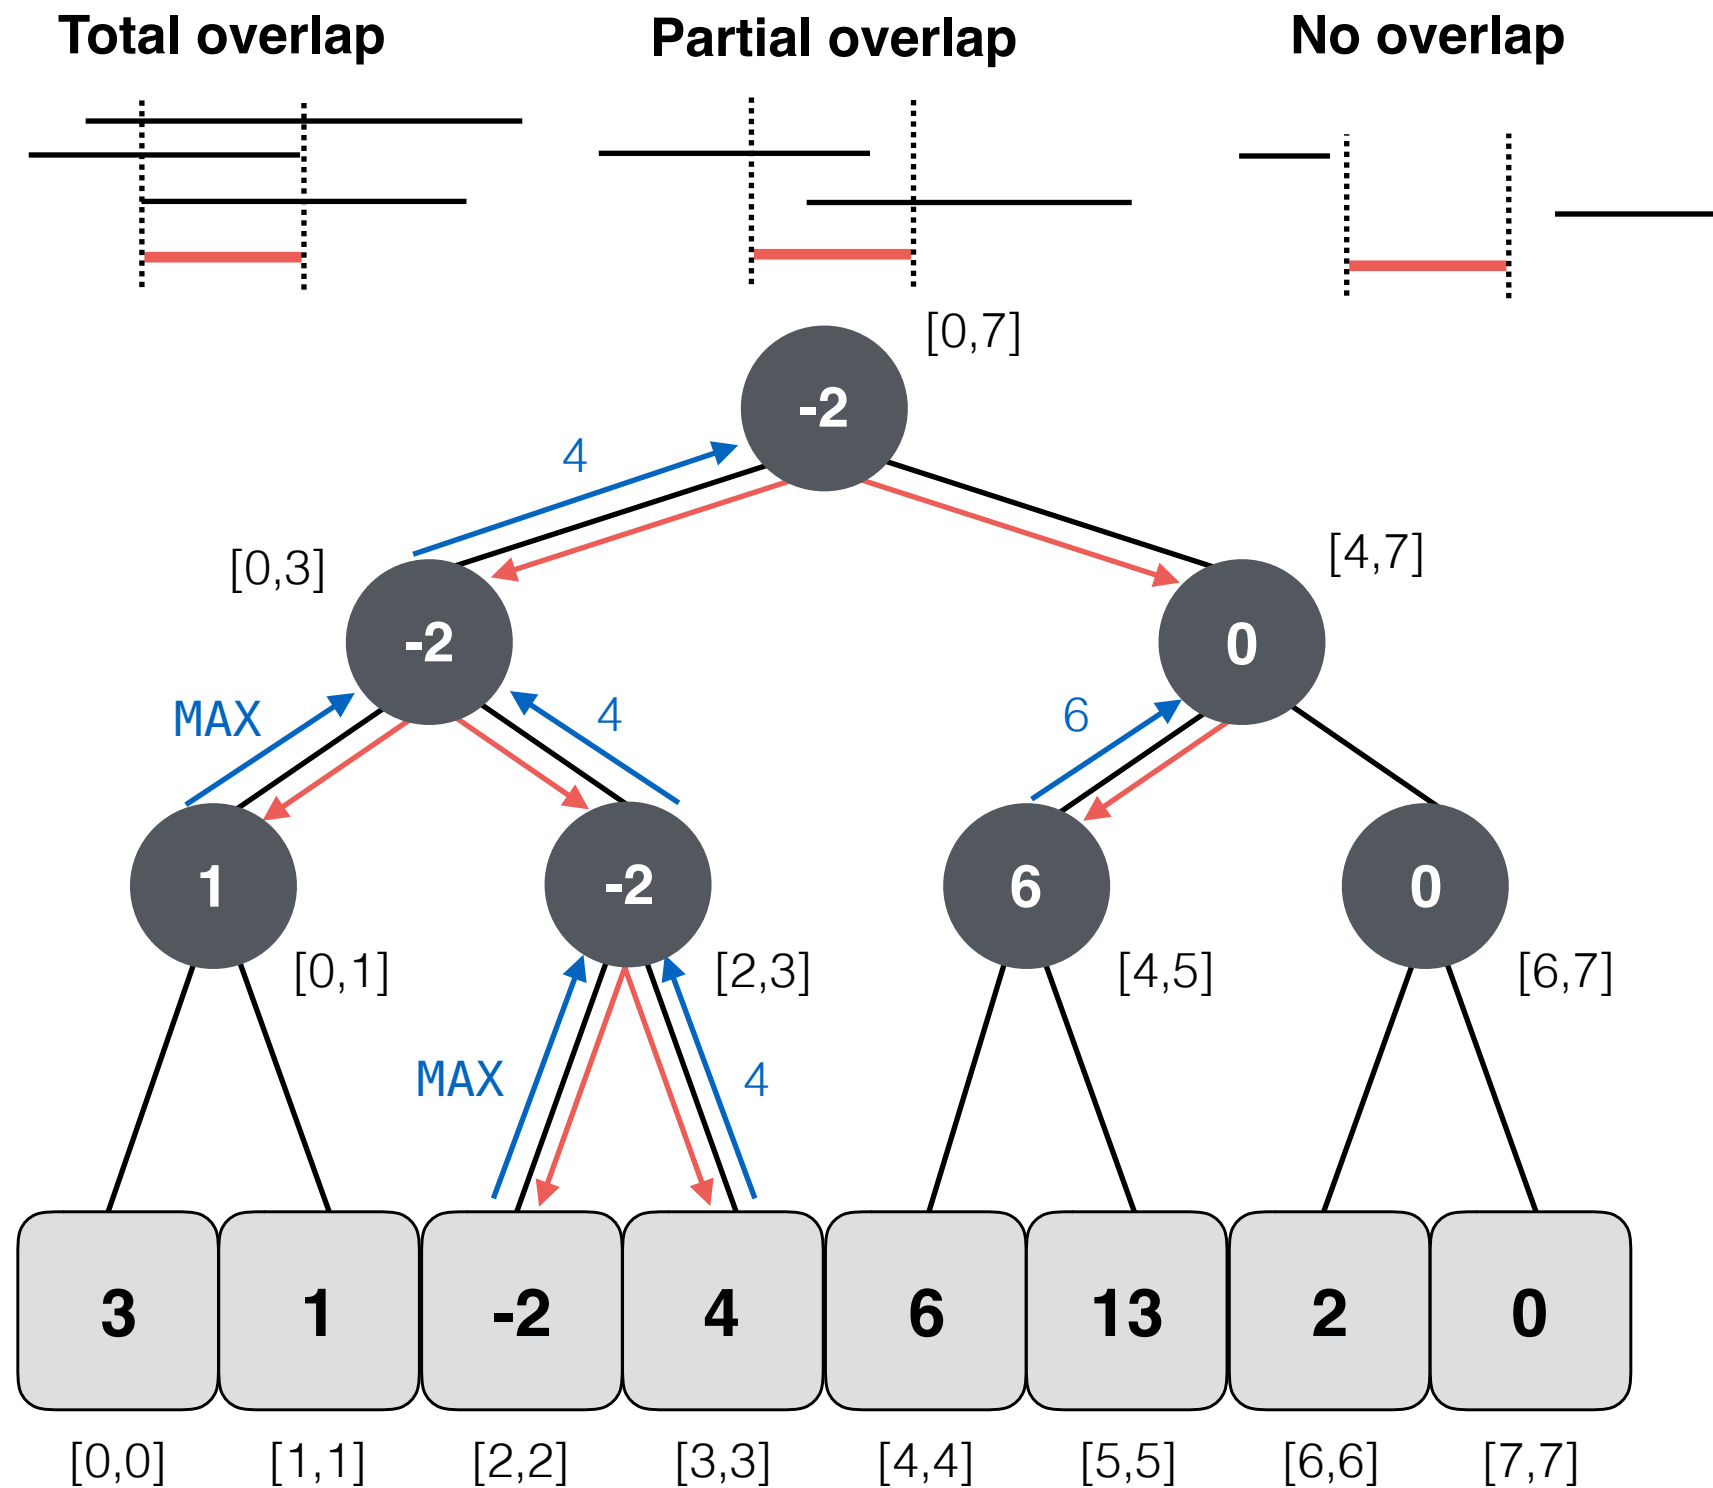 Total overlap Partial overlap No overlap
[0,7]
-2
4
[0,3] [4,7]
-2 0
MAX 4 6
1 -2 6 0
[0,1] [2,3] [4,5] [6,7]
MAX 4
3 1 -2 4 6 13 2 0
[0,0] [1,1] [2,2] [3,3] [4,4] [5,5] [6,6] [7,7]